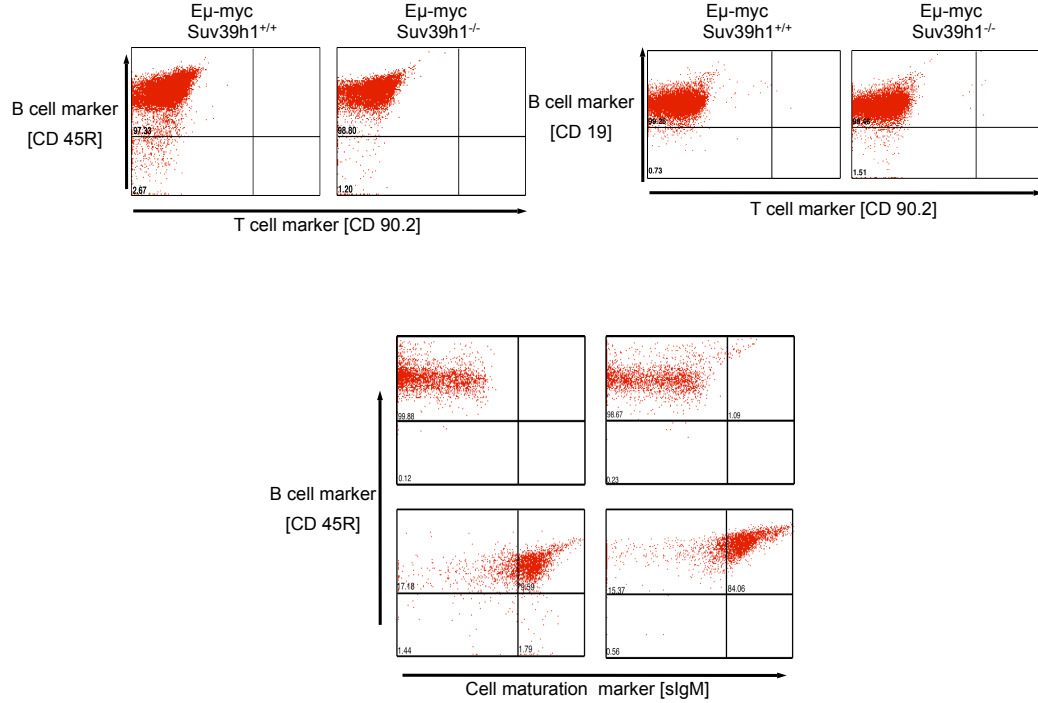 Eμ-myc
Suv39h1+/+
Eμ-myc
Suv39h1-/-
Eμ-myc
Suv39h1+/+
Eμ-myc
Suv39h1-/-
B cell marker
[CD 45R]
97.33
2.67
98.80
1.20
T cell marker [CD 90.2]
B cell marker
[CD 19]
0.73
1.51
T cell marker [CD 90.2]
B cell marker
[CD 45R]
99.88
0.12
98.67
1.09
0.23
17.18
1.44
1.79
15.37
84.06
0.56
Cell maturation marker [sIgM]